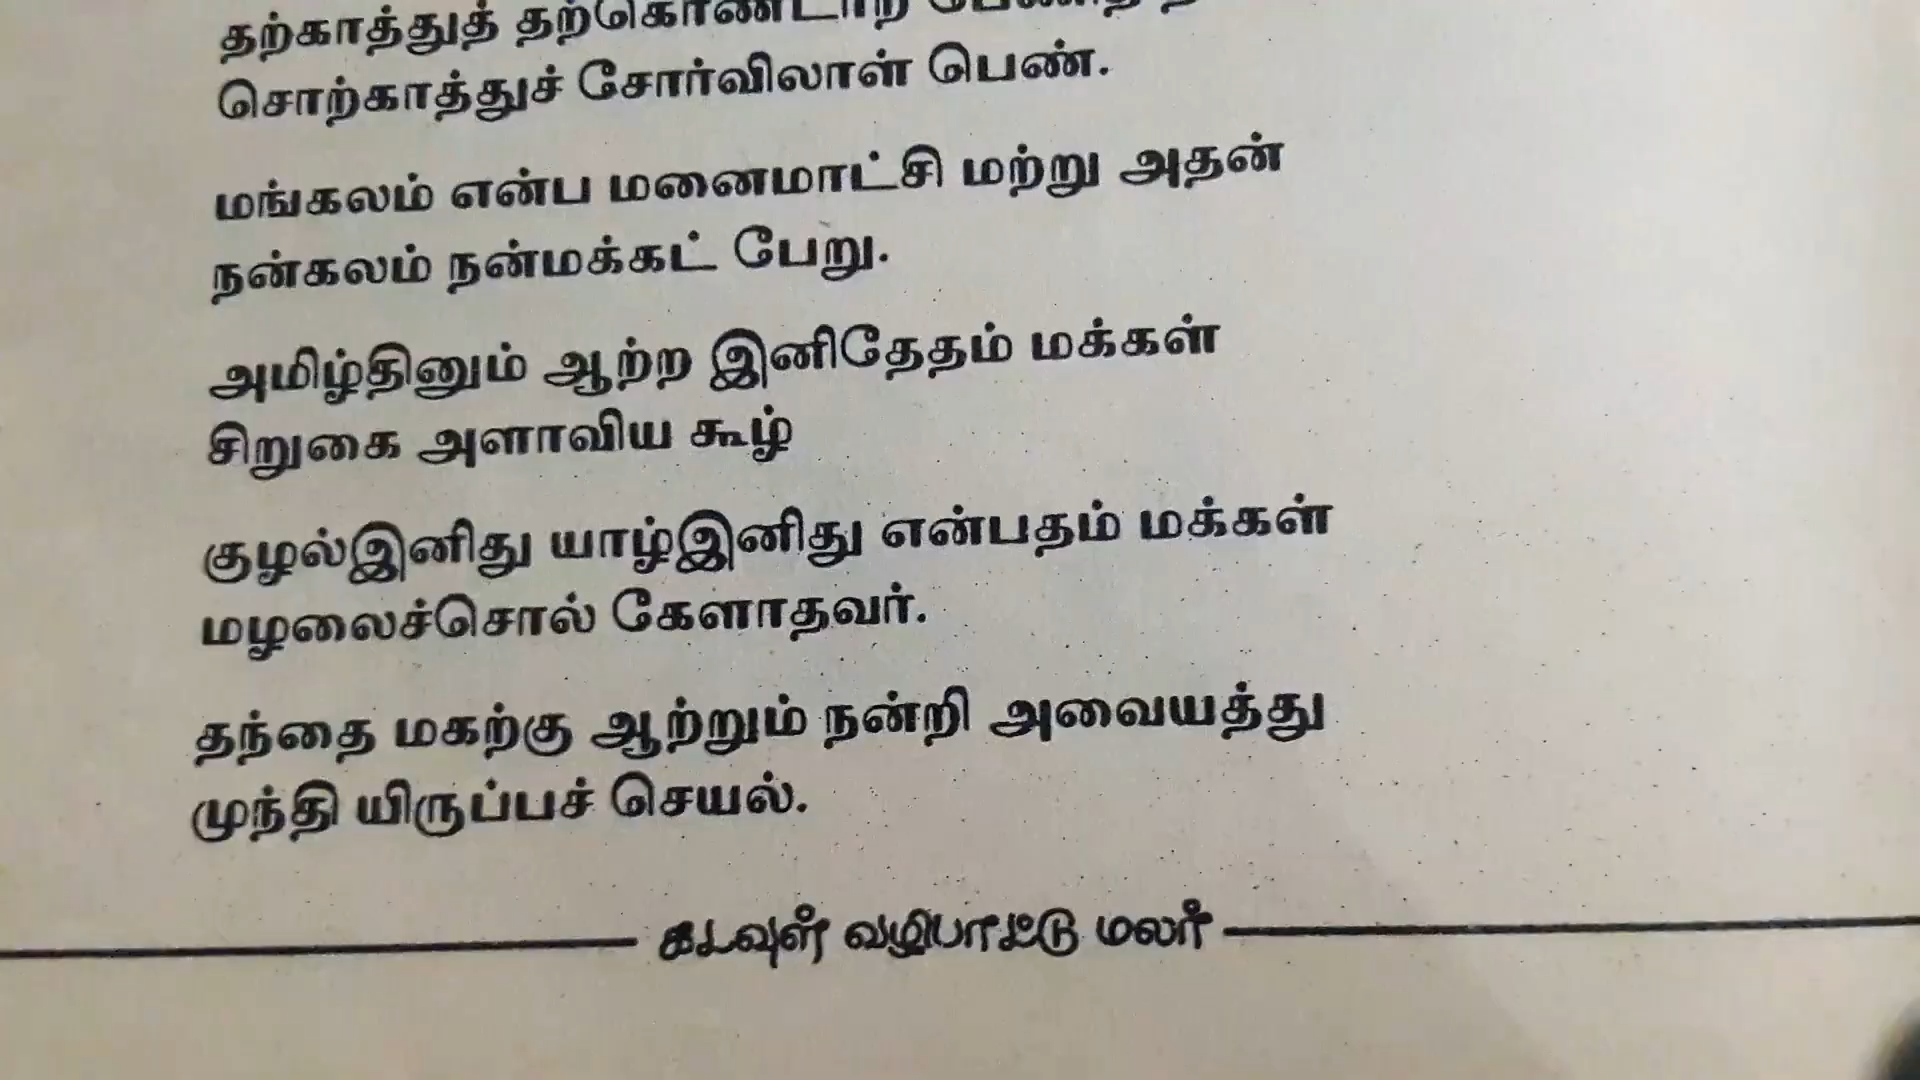 தற்காத்துத் தற்கொண்டாற்
சொற்காத்துச் சோர்விலாள் பெண்.
மங்கலம் என்ப மனைமாட்சி மற்று அதன்
நன்கலம் நன்மக்கட் பேறு.
அமிழ்தினும் ஆற்ற இனிதேதம் மக்கள்
சிறுகை அளாவிய கூழ்
குழல்இனிது யாழ்இனிது என்பதம் மக்கள்
மழலைச்சொல் கேளாதவர்.
தந்தை மகற்கு ஆற்றும் நன்றி அவையத்து
முந்தி யிருப்பச் செயல்.
கடவுள் வழிபாட்டு மலர்